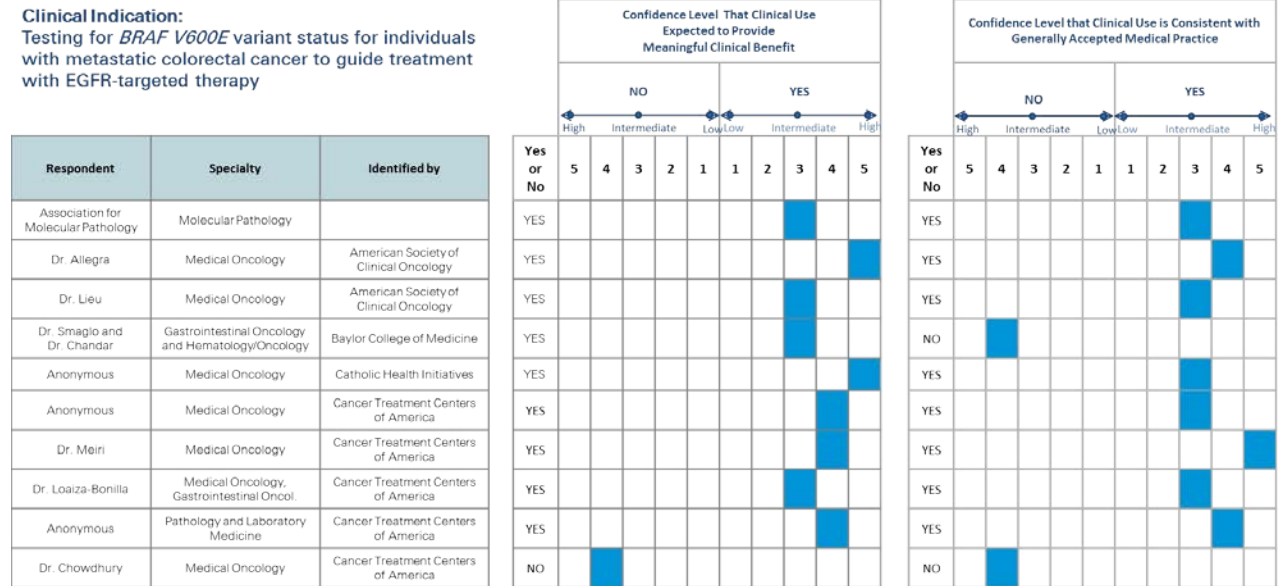 Clinical Indication:
Testing for BRAF V600E variant status for individuals
with metastatic colorectal cancer to guide treatment
with EGFR-targeted therapy
Confidence Level That Clinical Use
Expected to Provide
Meaningful Clinical Benefit
NO YES
High Intermediate Low Low Intermediate High
Confidence Level that Clinical Use is Consistent with
Generally Accepted Medical Practice
NO YES
High Intermediate Low Low Intermediate High
Respondent Specialty Identified by
Yes
or
No
5 4 3 2 1 1 2 3 4 5
Yes
or
No
5 4 3 2 1 1 2 3 4 5
Association for
Molecular Pathology
Molecular Pathology
YES YES
Dr. Allegra
Medical Oncology
American Society of
Clinical Oncology
YES YES
Dr. Lieu
Medical Oncology
American Society of
Clinical Oncology
YES YES
Dr. Smaglo and
Dr. Chandar
Gastrointestinal Oncology
and Hematology/Oncology
Baylor College of Medicine
YES NO
Anonymous
Medical Oncology
Catholic Health Initiatives
YES YES
Anonymous
Medical Oncology
Cancer Treatment Centers
of America
YES YES
Dr. Meiri
Medical Oncology
Cancer Treatment Centers
of America
YES YES
Dr. Loaiza-Bonilla
Medical Oncology,
Gastrointestinal Oncol.
Cancer Treatment Centers
of America
YES YES
Anonymous
Pathology and Laboratory
Medicine
Cancer Treatment Centers
of America
YES YES
Dr. Chowdhury
Medical Oncology
Cancer Treatment Centers
of America
NO NO